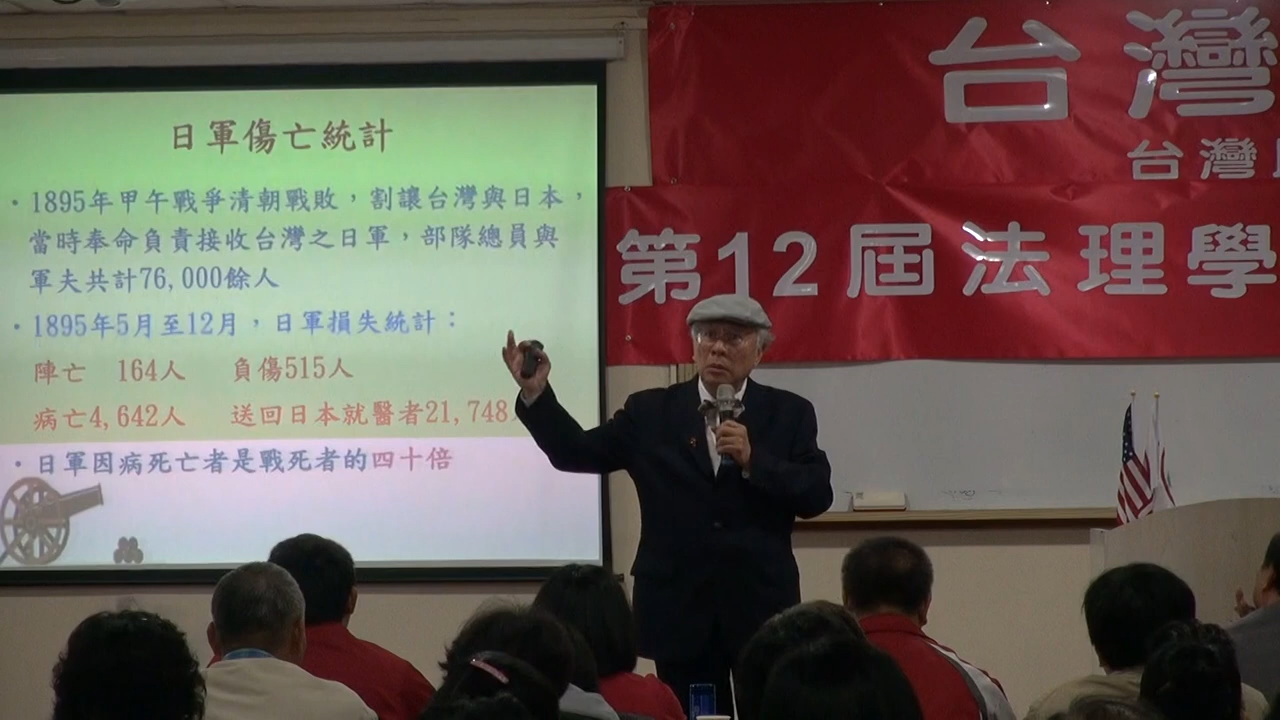 日軍傷亡統計
・1895年甲午戰爭清朝戰敗，割讓台灣與日本，
當時奉命負責接收台灣之日軍，部隊總員與
軍夫共計76,000餘人
・1895年5月至12月，日軍損失統計：
陣亡 164人 負傷515人
病亡4,642人 送回日本就醫者21,748
・日軍因病死亡者是戰死者的四十倍
台灣
台灣
第12屆法理學